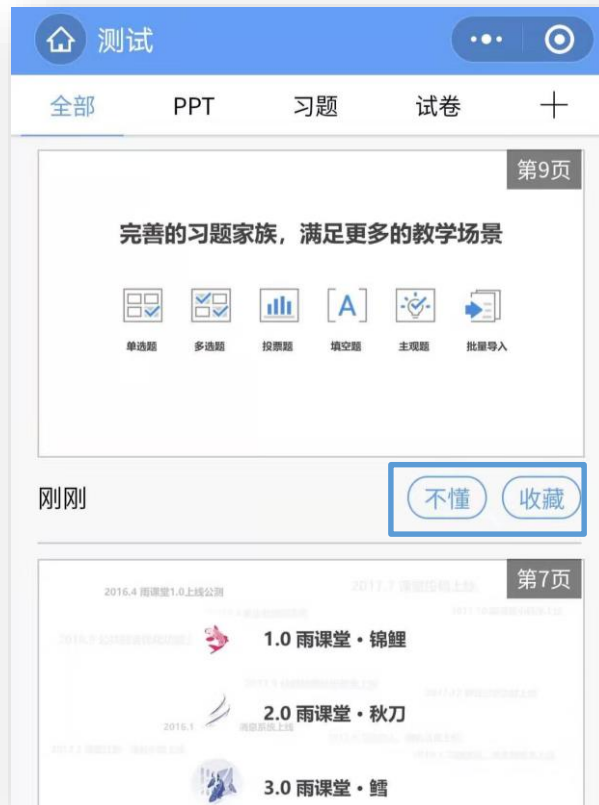 测试
全部 PPT 习题 试卷
第9页
完善的习题家族，满足更多的教学场景
A
单选题 多选题 投票题 填空题 主观题 批量导入
刚刚 不懂 收藏
第7页
2016.4 雨课堂1.0上线公测
1.0 雨课堂・锦鲤
2.0 雨课堂・秋刀
2016.1
3.0 雨课堂・鳕